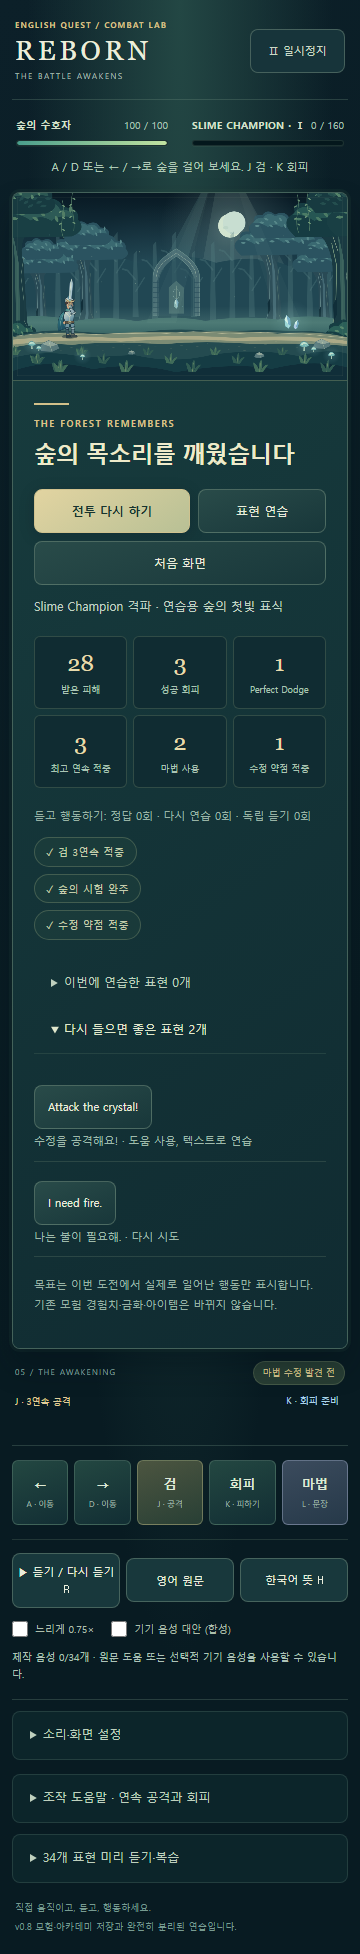 ENGLISH QUEST / COMBAT LAB
REBORN
THE BATTLE AWAKENS
Ⅱ 일시정지
숲의 수호자 100 / 100
SLIME CHAMPION · Ⅰ 0 / 160
A / D 또는 ← / →로 숲을 걸어 보세요. J 검 · K 회피
THE FOREST REMEMBERS
숲의 목소리를 깨웠습니다
전투 다시 하기
표현 연습
처음 화면
Slime Champion 격파 · 연습용 숲의 첫빛 표식
28
받은 피해
3
성공 회피
1
Perfect Dodge
3
최고 연속 적중
2
마법 사용
1
수정 약점 적중
듣고 행동하기: 정답 0회 · 다시 연습 0회 · 독립 듣기 0회
✓ 검 3연속 적중
✓ 숲의 시험 완주
✓ 수정 약점 적중
▶ 이번에 연습한 표현 0개
▼ 다시 들으면 좋은 표현 2개
Attack the crystal!
수정을 공격해요! · 도움 사용, 텍스트로 연습
I need fire.
나는 불이 필요해. · 다시 시도
목표는 이번 도전에서 실제로 일어난 행동만 표시합니다.
기존 모험 경험치·금화·아이템은 바뀌지 않습니다.
05 / THE AWAKENING
마법 수정 발견 전
J · 3연속 공격
K · 회피 준비
←
A · 이동
→
D · 이동
검
J · 공격
회피
K · 피하기
마법
L · 문장
▶ 듣기 / 다시 듣기
R
영어 원문
한국어 뜻 H
느리게 0.75×
기기 음성 대안 (합성)
제작 음성 0/34개 · 원문 도움 또는 선택적 기기 음성을 사용할 수 있습니
다.
▶ 소리·화면 설정
▶ 조작 도움말 · 연속 공격과 회피
▶ 34개 표현 미리 듣기·복습
직접 움직이고, 듣고, 행동하세요.
v0.8 모험·아카데미 저장과 완전히 분리된 연습입니다.